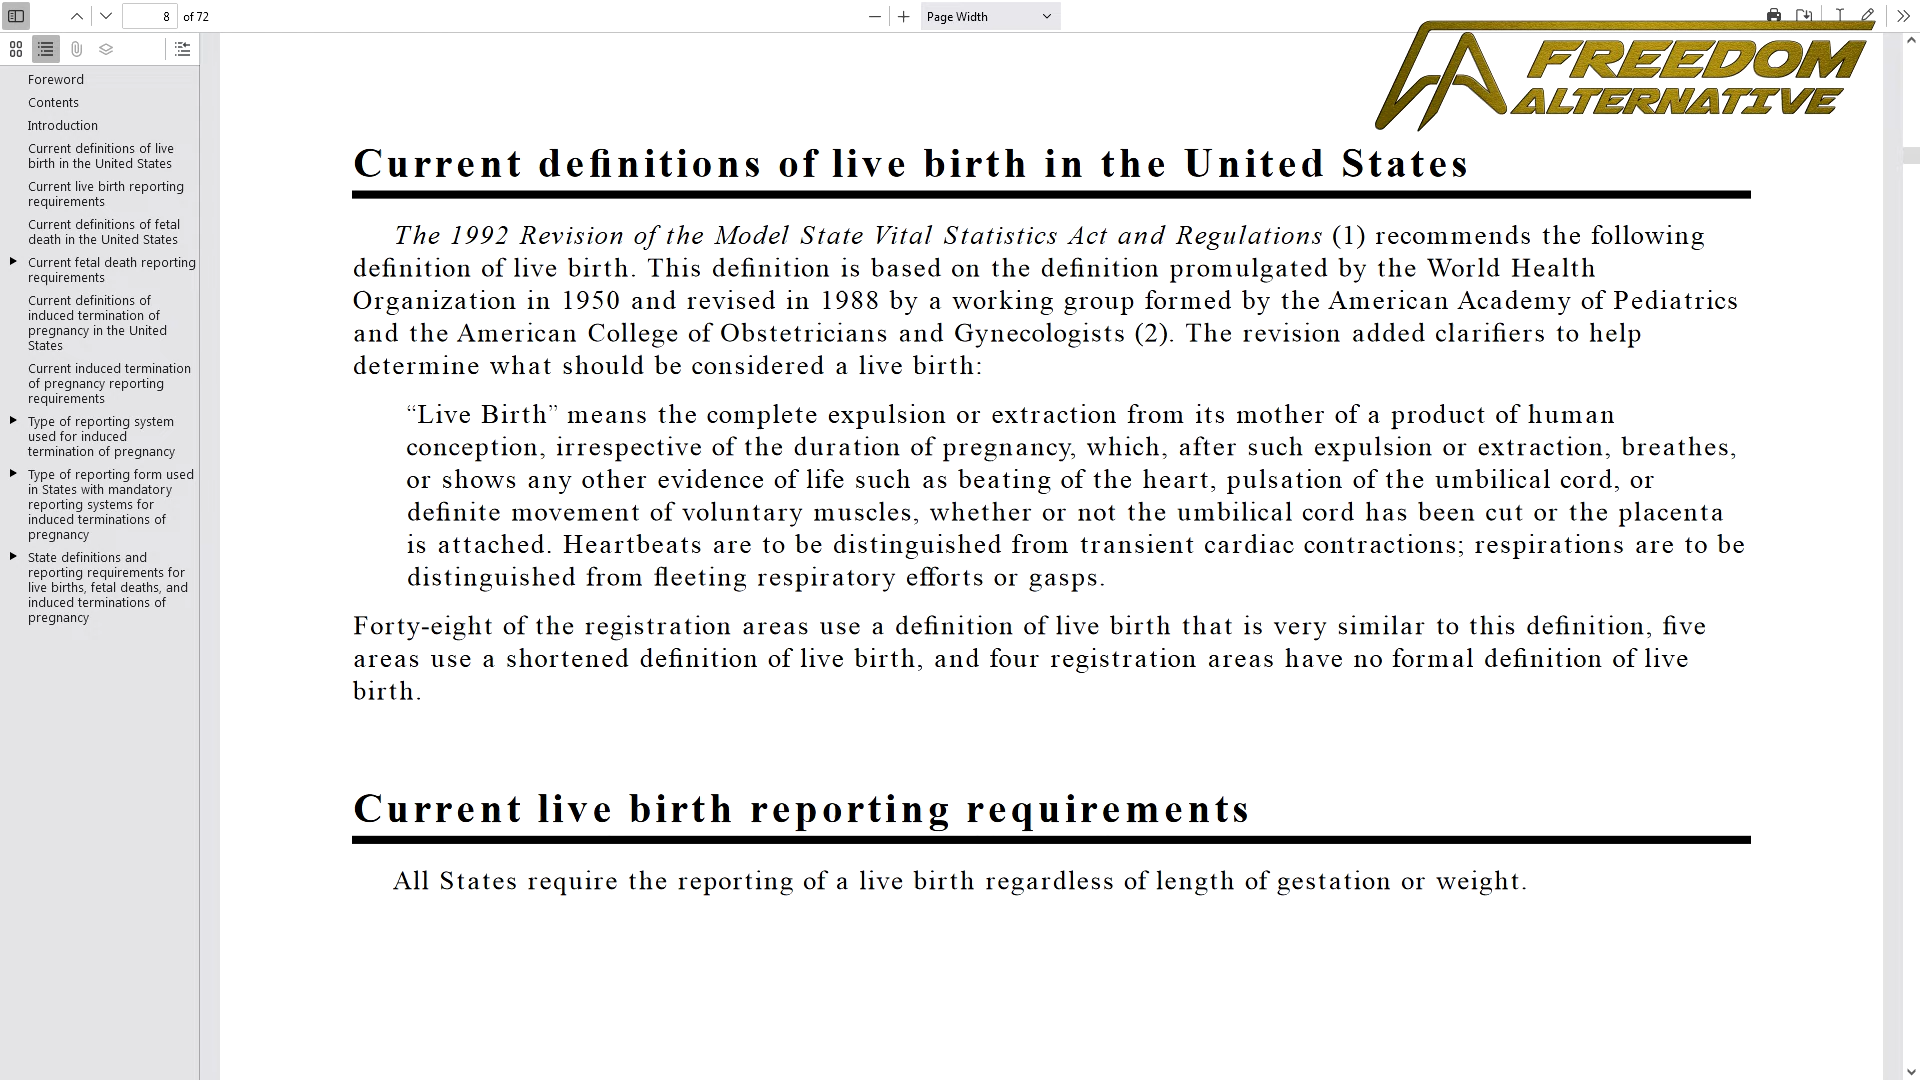 8 of 72
Page Width
FREEDOM
ALTERNATIVE
Foreword
Contents
Introduction
Current definitions of live
birth in the United States
Current live birth reporting
requirements
Current definitions of fetal
death in the United States
Current fetal death reporting
requirements
Current definitions of
induced termination of
pregnancy in the United
States
Current induced termination
of pregnancy reporting
requirements
Type of reporting system
used for induced
termination of pregnancy
Type of reporting form used
in States with mandatory
reporting systems for
induced terminations of
pregnancy
State definitions and
reporting requirements for
live births, fetal deaths, and
induced terminations of
pregnancy
Current definitions of live birth in the United States
The 1992 Revision of the Model State Vital Statistics Act and Regulations (1) recommends the following
definition of live birth. This definition is based on the definition promulgated by the World Health
Organization in 1950 and revised in 1988 by a working group formed by the American Academy of Pediatrics
and the American College of Obstetricians and Gynecologists (2). The revision added clarifiers to help
determine what should be considered a live birth:
“Live Birth” means the complete expulsion or extraction from its mother of a product of human
conception, irrespective of the duration of pregnancy, which, after such expulsion or extraction, breathes,
or shows any other evidence of life such as beating of the heart, pulsation of the umbilical cord, or
definite movement of voluntary muscles, whether or not the umbilical cord has been cut or the placenta
is attached. Heartbeats are to be distinguished from transient cardiac contractions; respirations are to be
distinguished from fleeting respiratory efforts or gasps.
Forty-eight of the registration areas use a definition of live birth that is very similar to this definition, five
areas use a shortened definition of live birth, and four registration areas have no formal definition of live
birth.
Current live birth reporting requirements
All States require the reporting of a live birth regardless of length of gestation or weight.